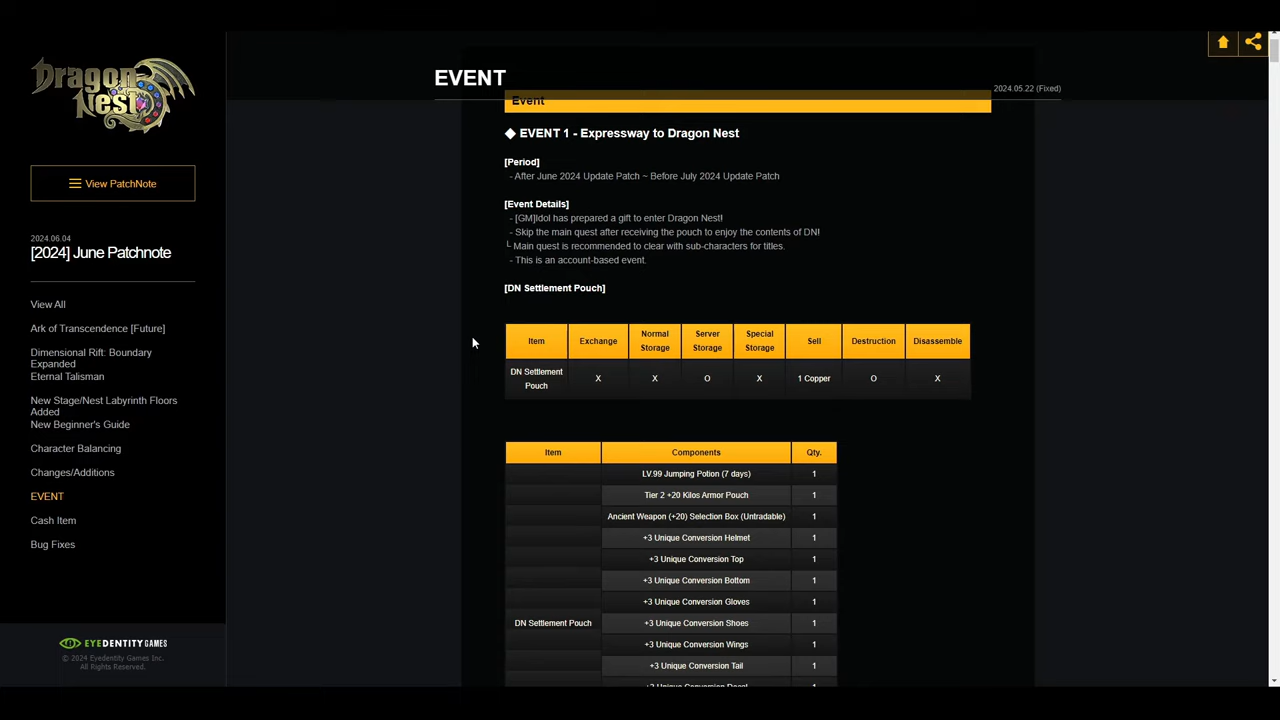 Dragon Nest
View PatchNote
2024.06.04
[2024] June Patchnote
View All
Ark of Transcendence [Future]
Dimensional Rift: Boundary
Expanded
Eternal Talisman
New Stage/Nest Labyrinth Floors
Added
New Beginner's Guide
Character Balancing
Changes/Additions
EVENT
Cash Item
Bug Fixes
EYEDENTITY GAMES
© 2024 Eyedentity Games Inc.
All Rights Reserved.
EVENT
2024.05.22 (Fixed)
Event
◆ EVENT 1 - Expressway to Dragon Nest
[Period]
- After June 2024 Update Patch ~ Before July 2024 Update Patch
[Event Details]
- [GM]Idol has prepared a gift to enter Dragon Nest!
- Skip the main quest after receiving the pouch to enjoy the contents of DN!
└ Main quest is recommended to clear with sub-characters for titles.
- This is an account-based event.
[DN Settlement Pouch]
Item Exchange Normal Storage Server Storage Special Storage Sell Destruction Disassemble
DN Settlement Pouch X X O X 1 Copper O X
Item Components Qty.
LV.99 Jumping Potion (7 days) 1
Tier 2 +20 Kilos Armor Pouch 1
Ancient Weapon (+20) Selection Box (Untradable) 1
+3 Unique Conversion Helmet 1
+3 Unique Conversion Top 1
+3 Unique Conversion Bottom 1
+3 Unique Conversion Gloves 1
DN Settlement Pouch +3 Unique Conversion Shoes 1
+3 Unique Conversion Wings 1
+3 Unique Conversion Tail 1
+3 Unique Conversion Decal 1